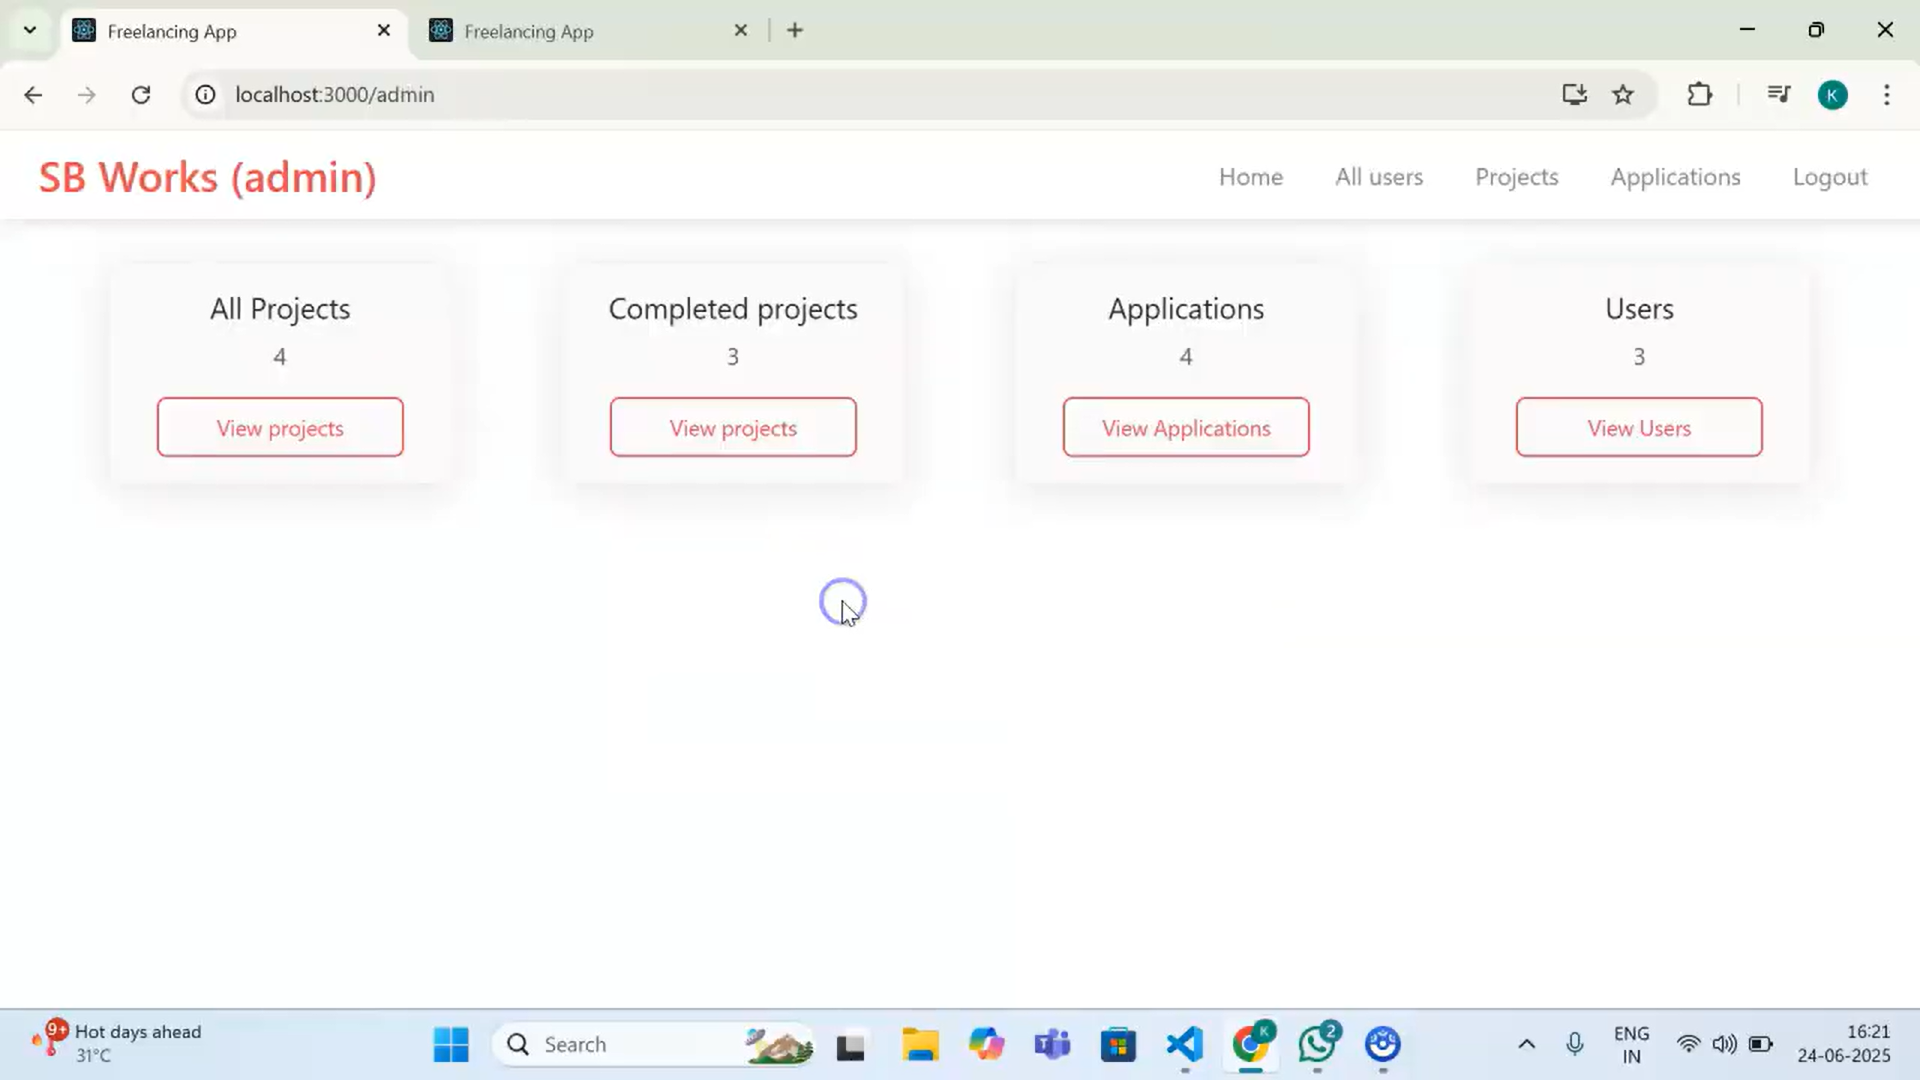 Freelancing App
Freelancing App
localhost:3000/admin
K
SB Works (admin)
Home
All users
Projects
Applications
Logout
All Projects
4
View projects
Completed projects
3
View projects
Applications
4
View Applications
Users
3
View Users
9+
Hot days ahead
31°C
Search
K
2
ENG
IN
16:21
24-06-2025